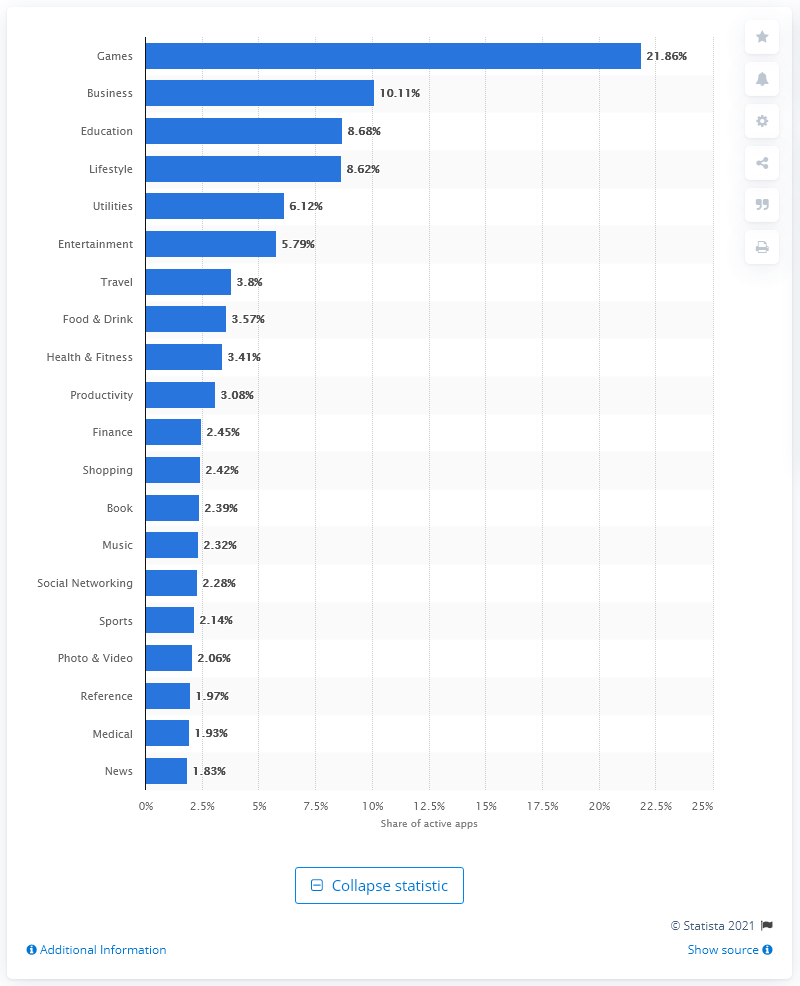 Games 21.86%
Business 10.11%
Education 8.68%
Lifestyle 8.62%
Utilities 6.12%
Entertainment 5.79%
Travel 3.8%
Food & Drink 3.57%
Health & Fitness 3.41%
Productivity 3.08%
Finance 2.45%
Shopping 2.42%
Book 2.39%
Music 2.32%
Social Networking 2.28%
Sports 2.14%
Photo & Video 2.06%
Reference 1.97%
Medical 1.93%
News 1.83%
0% 2.5% 5% 7.5% 10% 12.5% 15% 17.5% 20% 22.5% 25%
Share of active apps
Collapse statistic
© Statista 2021
Additional Information Show source